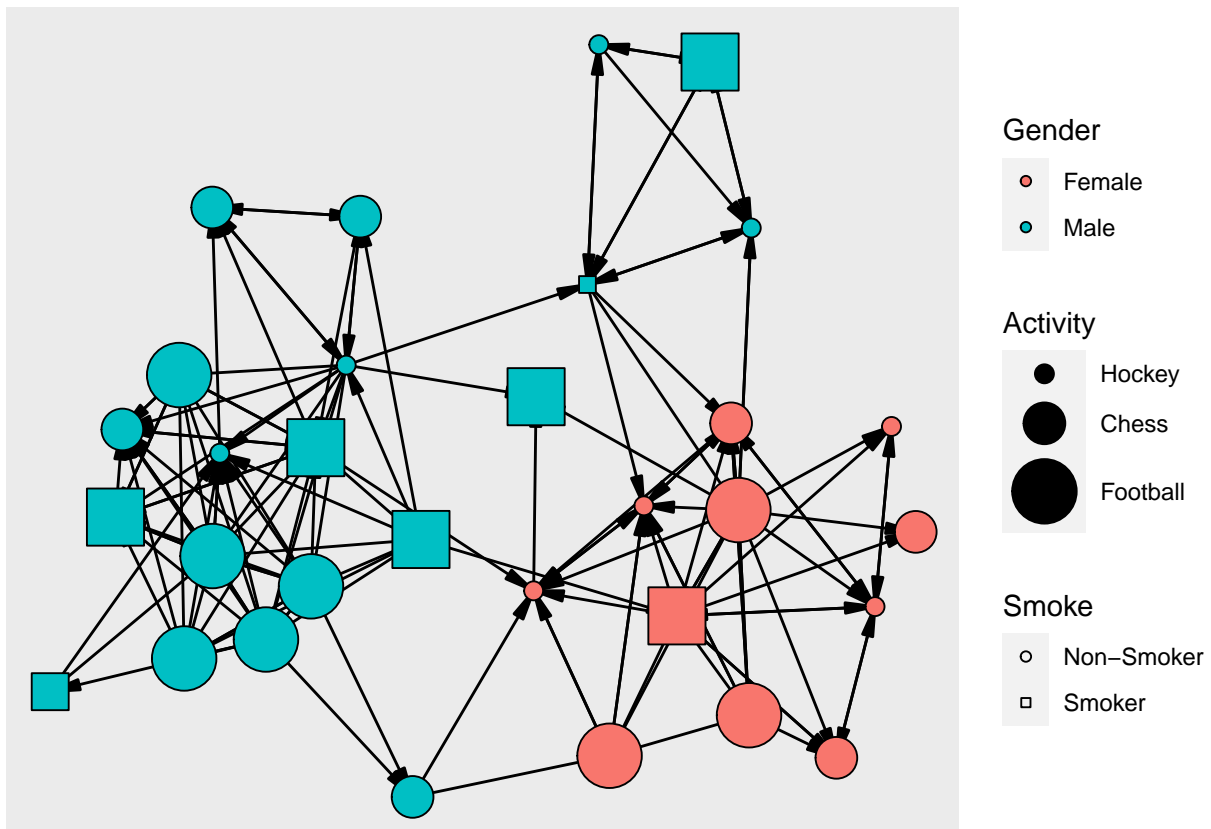 Gender
Female
Male
Activity
Hockey
Chess
Football
Smoke
Non−Smoker
Smoker